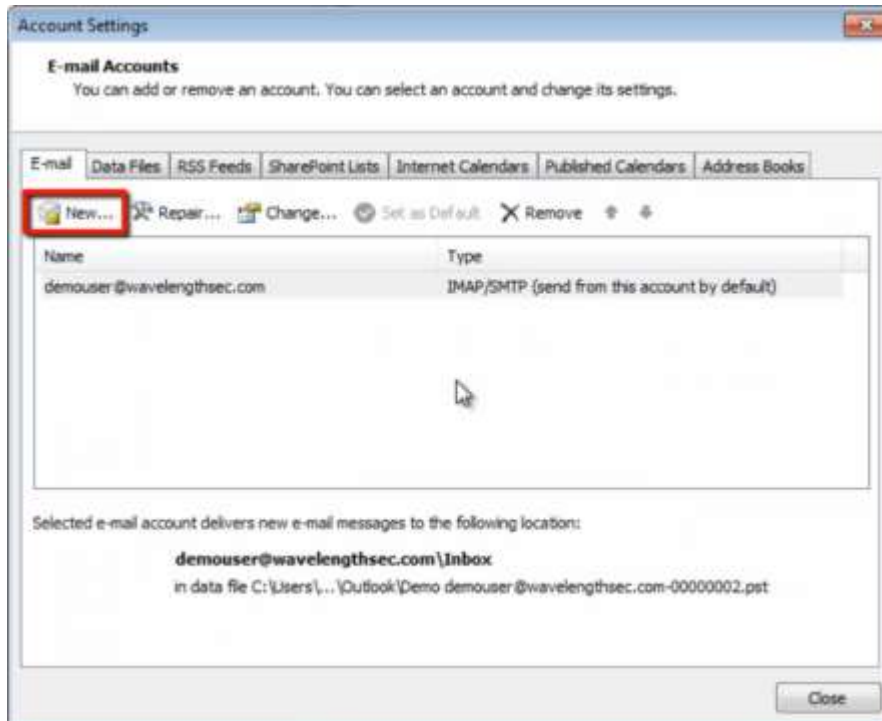 Account Settings
E-mail Accounts
You can add or remove an account. You can select an account and change its settings.
E-mail Data Files RSS Feeds SharePoint Lists Internet Calendars Published Calendars Address Books
New... Repair... Change... Set as Default Remove
Name Type
demouser@wavelengthsec.com IMAP/SMTP (send from this account by default)
Selected e-mail account delivers new e-mail messages to the following location:
demouser@wavelengthsec.com\Inbox
in data file C:\Users\...\Outlook\Demo demouser@wavelengthsec.com-00000002.pst
Close